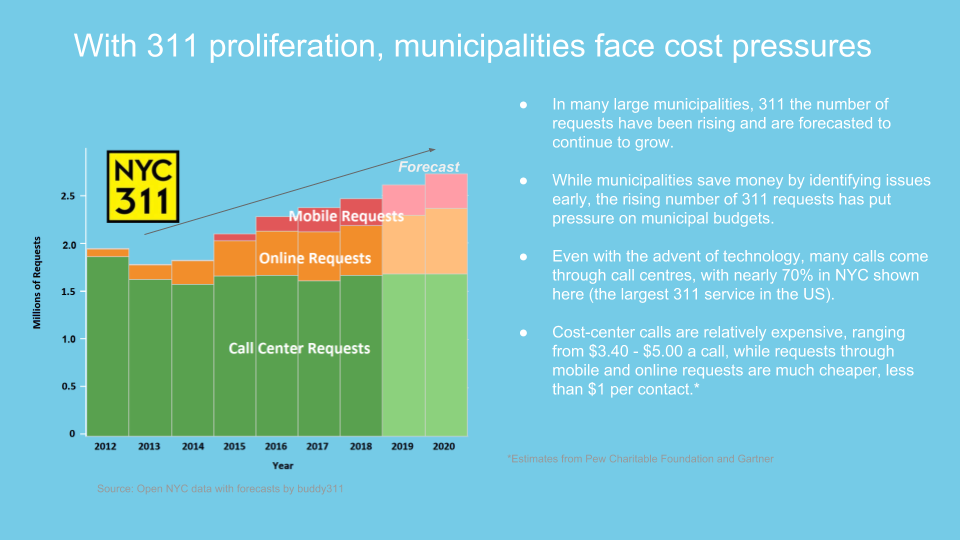 With 311 proliferation, municipalities face cost pressures
NYC
311
Forecast
Mobile Requests
Online Requests
Call Center Requests
Millions of Requests
2.5
2.0
1.5
1.0
0.5
0
2012 2013 2014 2015 2016 2017 2018 2019 2020
Year
Source: Open NYC data with forecasts by buddy311
● In many large municipalities, 311 the number of
requests have been rising and are forecasted to
continue to grow.
● While municipalities save money by identifying issues
early, the rising number of 311 requests has put
pressure on municipal budgets.
● Even with the advent of technology, many calls come
through call centres, with nearly 70% in NYC shown
here (the largest 311 service in the US).
● Cost-center calls are relatively expensive, ranging
from $3.40 - $5.00 a call, while requests through
mobile and online requests are much cheaper, less
than $1 per contact.*
*Estimates from Pew Charitable Foundation and Gartner